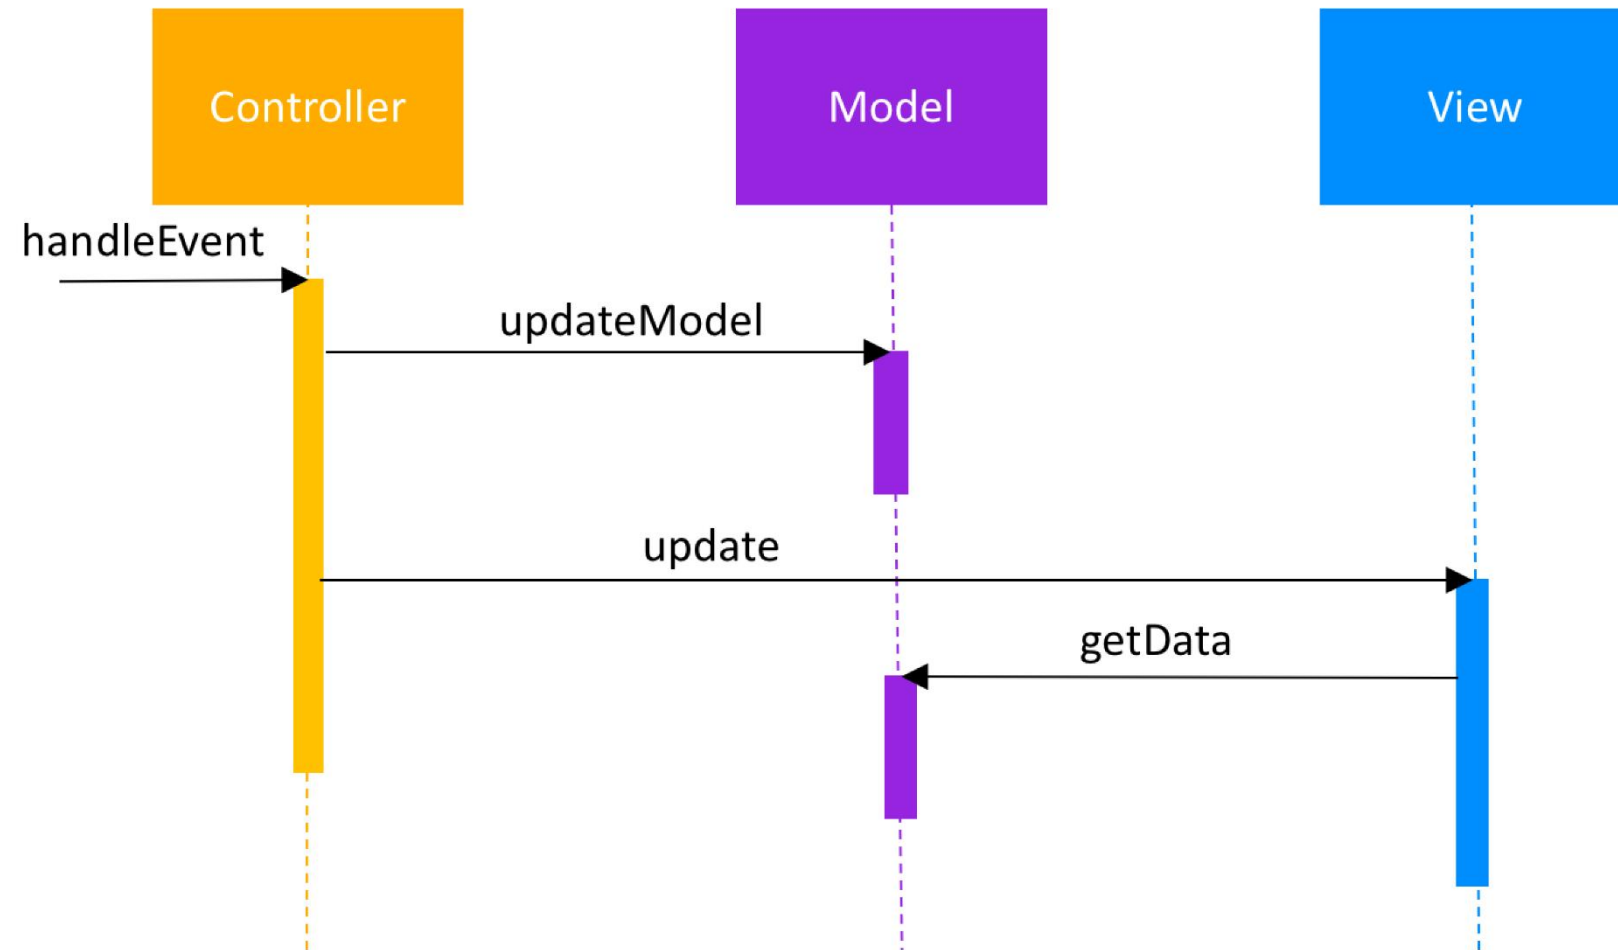 Controller
Model
View
handleEvent
updateModel
update
getData